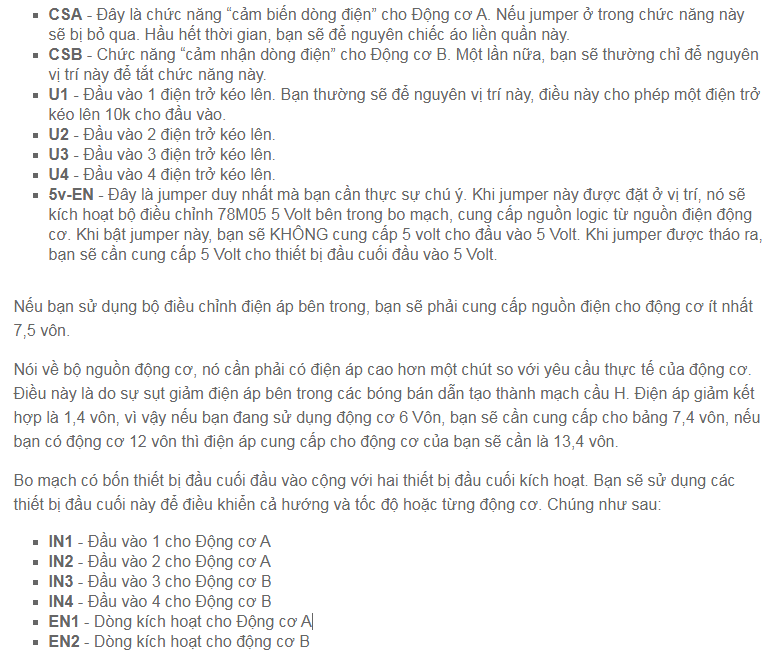 ▪ CSA - Đây là chức năng “cảm biến dòng điện” cho Động cơ A. Nếu jumper ở trong chức năng này
sẽ bị bỏ qua. Hầu hết thời gian, bạn sẽ để nguyên chiếc áo liền quần này.
▪ CSB - Chức năng “cảm nhận dòng điện” cho Động cơ B. Một lần nữa, bạn sẽ thường chỉ để nguyên
vị trí này để tắt chức năng này.
▪ U1 - Đầu vào 1 điện trở kéo lên. Bạn thường sẽ để nguyên vị trí này, điều này cho phép một điện trở
kéo lên 10k cho đầu vào.
▪ U2 - Đầu vào 2 điện trở kéo lên.
▪ U3 - Đầu vào 3 điện trở kéo lên.
▪ U4 - Đầu vào 4 điện trở kéo lên.
▪ 5v-EN - Đây là jumper duy nhất mà bạn cần thực sự chú ý. Khi jumper này được đặt ở vị trí, nó sẽ
kích hoạt bộ điều chỉnh 78M05 5 Volt bên trong bo mạch, cung cấp nguồn logic từ nguồn điện động
cơ. Khi bật jumper này, bạn sẽ KHÔNG cung cấp 5 volt cho đầu vào 5 Volt. Khi jumper được tháo ra,
bạn sẽ cần cung cấp 5 Volt cho thiết bị đầu cuối đầu vào 5 Volt.
Nếu bạn sử dụng bộ điều chỉnh điện áp bên trong, bạn sẽ phải cung cấp nguồn điện cho động cơ ít nhất
7,5 vôn.
Nói về bộ nguồn động cơ, nó cần phải có điện áp cao hơn một chút so với yêu cầu thực tế của động cơ.
Điều này là do sự sụt giảm điện áp bên trong các bóng bán dẫn tạo thành mạch cầu H. Điện áp giảm kết
hợp là 1,4 vôn, vì vậy nếu bạn đang sử dụng động cơ 6 Vôn, bạn sẽ cần cung cấp cho bảng 7,4 vôn, nếu
bạn có động cơ 12 vôn thì điện áp cung cấp cho động cơ của bạn sẽ cần là 13,4 vôn.
Bo mạch có bốn thiết bị đầu cuối đầu vào cộng với hai thiết bị đầu cuối kích hoạt. Bạn sẽ sử dụng các
thiết bị đầu cuối này để điều khiển cả hướng và tốc độ hoặc từng động cơ. Chúng như sau:
▪ IN1 - Đầu vào 1 cho Động cơ A
▪ IN2 - Đầu vào 2 cho Động cơ A
▪ IN3 - Đầu vào 3 cho Động cơ B
▪ IN4 - Đầu vào 4 cho Động cơ B
▪ EN1 - Dòng kích hoạt cho Động cơ A
▪ EN2 - Dòng kích hoạt cho động cơ B